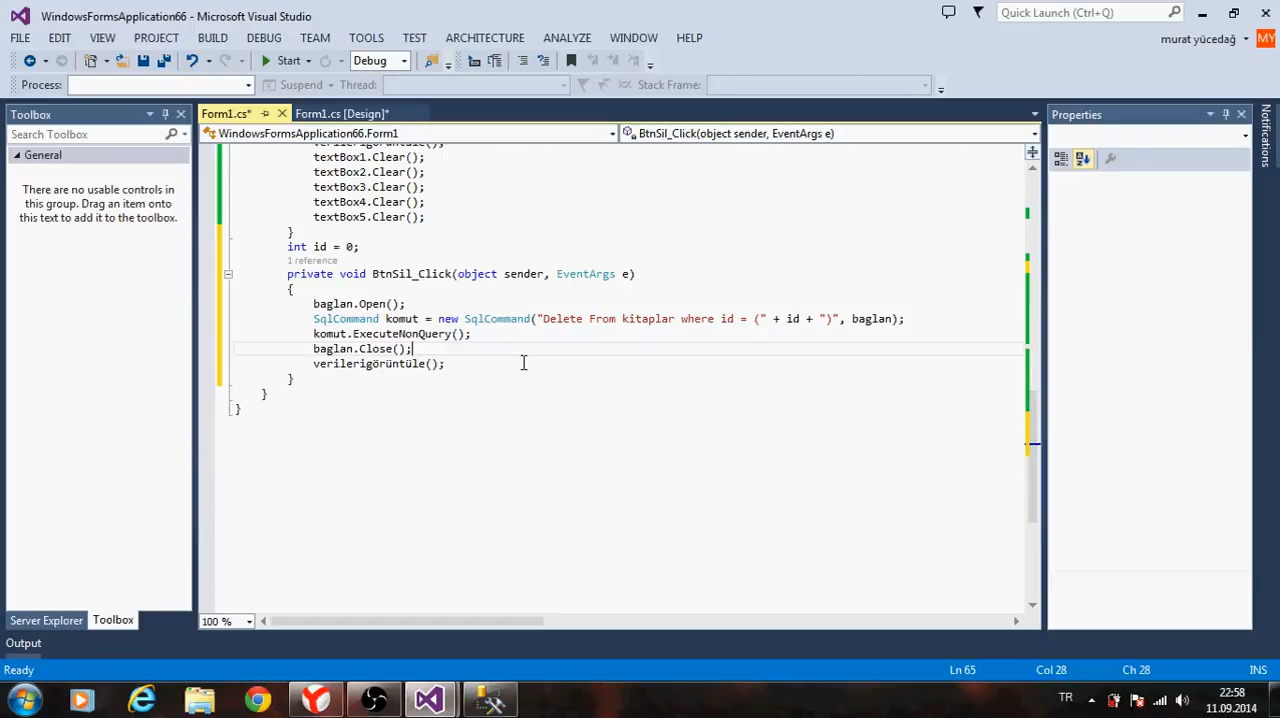 WindowsFormsApplication66 - Microsoft Visual Studio
Quick Launch (Ctrl+Q)
FILE EDIT VIEW PROJECT BUILD DEBUG TEAM TOOLS TEST ARCHITECTURE ANALYZE WINDOW HELP
murat yücedağ
MY
Start
Debug
Process:
Suspend
Thread:
Stack Frame:
Toolbox
Search Toolbox
General
There are no usable controls in
this group. Drag an item onto
this text to add it to the toolbox.
Server Explorer
Toolbox
Form1.cs*
Form1.cs [Design]*
WindowsFormsApplication66.Form1
BtnSil_Click(object sender, EventArgs e)
verilerigörüntüle();
textBox1.Clear();
textBox2.Clear();
textBox3.Clear();
textBox4.Clear();
textBox5.Clear();
}
int id = 0;
1 reference
private void BtnSil_Click(object sender, EventArgs e)
{
baglan.Open();
SqlCommand komut = new SqlCommand("Delete From kitaplar where id = (" + id + ")", baglan);
komut.ExecuteNonQuery();
baglan.Close();
verilerigörüntüle();
}
}
}
100 %
Properties
Notifications
Output
Ready
Ln 65
Col 28
Ch 28
INS
TR
22:58
11.09.2014